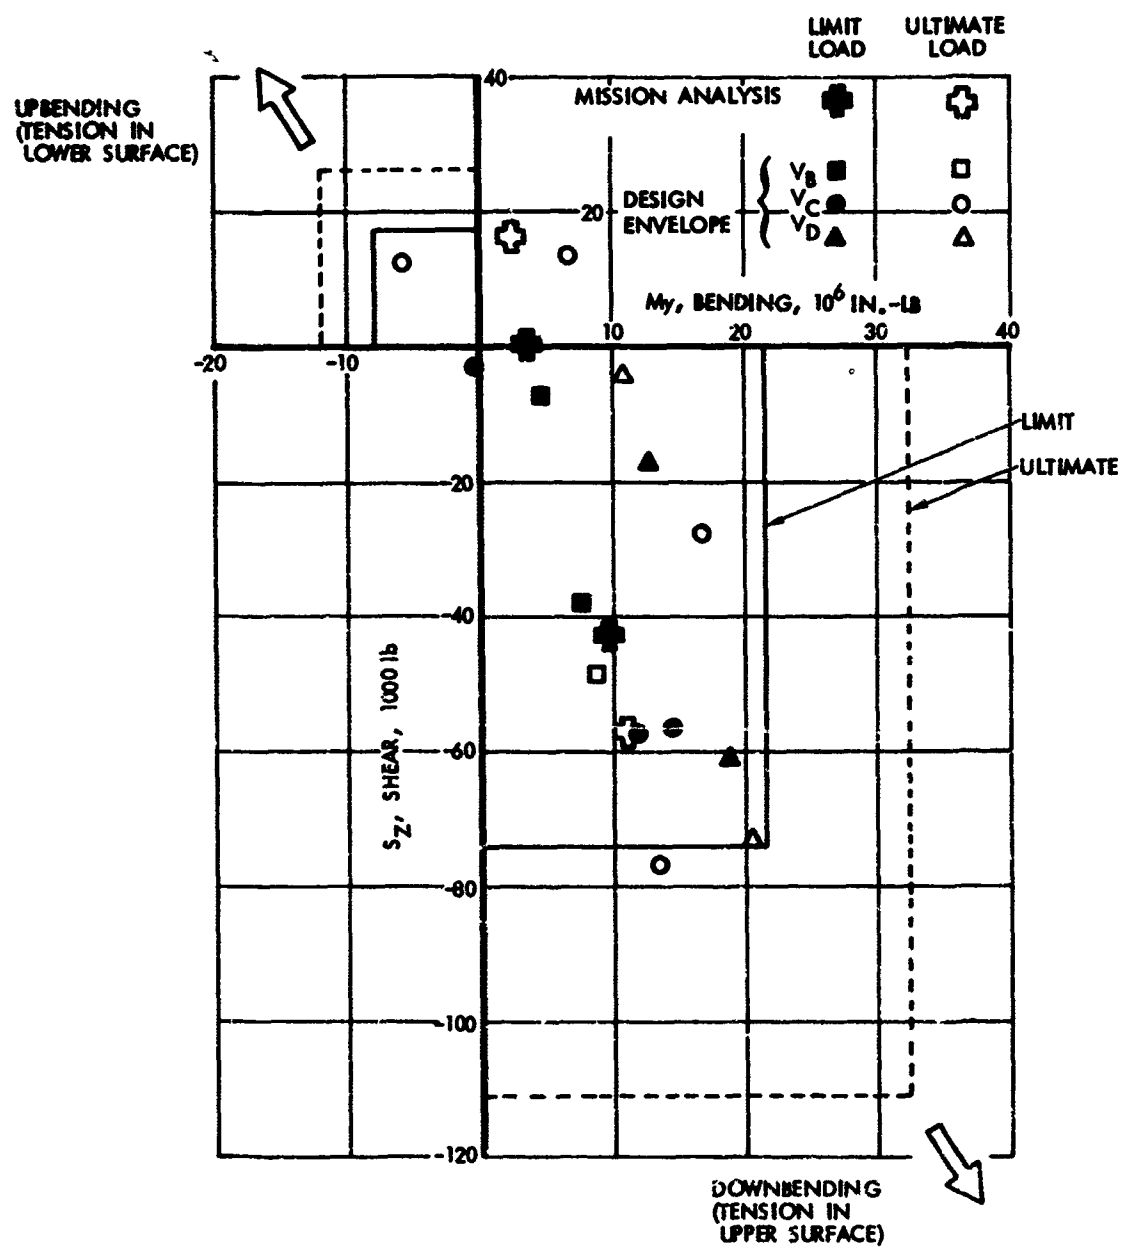 LIMIT
LOAD
ULTIMATE
LOAD
UPBENDING
(TENSION IN
LOWER SURFACE)
40
MISSION ANALYSIS
20
DESIGN
ENVELOPE
V_B
V_C
V_D
My, BENDING, 10^6 IN.-LB
10
20
30
40
-20
-10
LIMIT
ULTIMATE
-20
-40
-60
-80
-100
-120
S_Z, SHEAR, 1000 lb
DOWNBENDING
(TENSION IN
UPPER SURFACE)